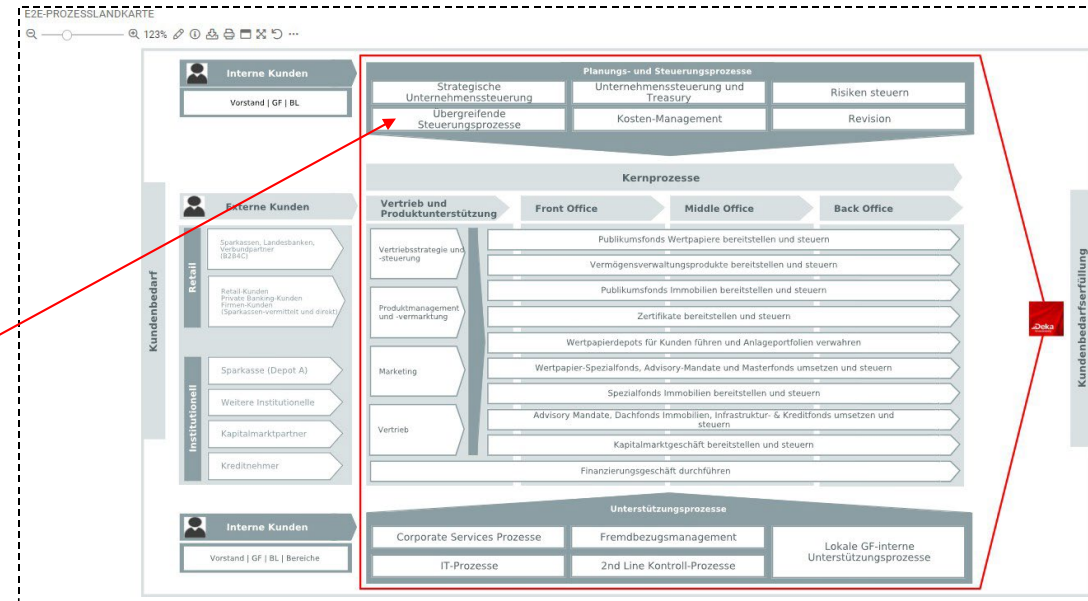 E2E-PROZESSLANDKARTE
123%
Interne Kunden
Vorstand | GF | BL
Planungs- und Steuerungsprozesse
Strategische
Unternehmenssteuerung
Unternehmenssteuerung und
Treasury
Risiken steuern
Übergreifende
Steuerungsprozesse
Kosten-Management
Revision
Kernprozesse
Kundenbedarf
Externe Kunden
Vertrieb und
Produktunterstützung
Front Office
Middle Office
Back Office
Retail
Sparkassen, Landesbanken,
Verbundpartner
(B2B4C)
Retail-Kunden
Private Banking-Kunden
Firmen-Kunden
(Sparkassen-vermittelt und direkt)
Institutionell
Sparkasse (Depot A)
Weitere Institutionelle
Kapitalmarktpartner
Kreditnehmer
Vertriebsstrategie und
-steuerung
Produktmanagement
und -vermarktung
Marketing
Vertrieb
Publikumsfonds Wertpapiere bereitstellen und steuern
Vermögensverwaltungsprodukte bereitstellen und steuern
Publikumsfonds Immobilien bereitstellen und steuern
Zertifikate bereitstellen und steuern
Wertpapierdepots für Kunden führen und Anlageportfolien verwahren
Wertpapier-Spezialfonds, Advisory-Mandate und Masterfonds umsetzen und steuern
Spezialfonds Immobilien bereitstellen und steuern
Advisory Mandate, Dachfonds Immobilien, Infrastruktur- & Kreditfonds umsetzen und
steuern
Kapitalmarktgeschäft bereitstellen und steuern
Finanzierungsgeschäft durchführen
Deka
Kundenbedarfserfüllung
Interne Kunden
Vorstand | GF | BL | Bereiche
Unterstützungsprozesse
Corporate Services Prozesse
Fremdbezugsmanagement
Lokale GF-interne
Unterstützungsprozesse
IT-Prozesse
2nd Line Kontroll-Prozesse